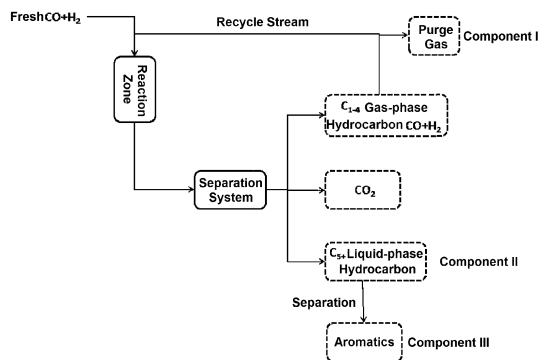 Recycle Stream
FreshCO+H₂
Purge
Gas
Component I
Reaction
Zone
C₁₋₄ Gas-phase
Hydrocarbon CO+H₂
Separation
System
CO₂
C₅₊ Liquid-phase
Hydrocarbon
Component II
Separation
Aromatics
Component III